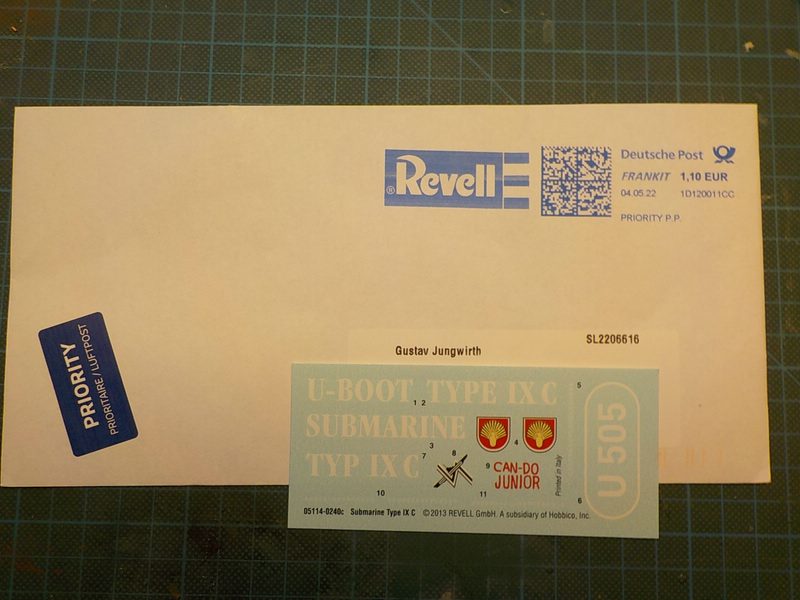 ® Revell
Deutsche Post
FRANKIT 1,10 EUR
04.05.22 1D120011CC
PRIORITY P.P.
PRIORITY
PRIORITAIRE / LUFTPOST
SL2206616
Gustav Jungwirth
U-BOOT TYPE IX C
SUBMARINE
TYP IX C
1 2
3
4
5
6
7
8
9
10
11
CAN-DO
JUNIOR
Printed in Italy
U 505
05114-0240c Submarine Type IX C ©2013 REVELL GmbH. A subsidiary of Hobbico, Inc.